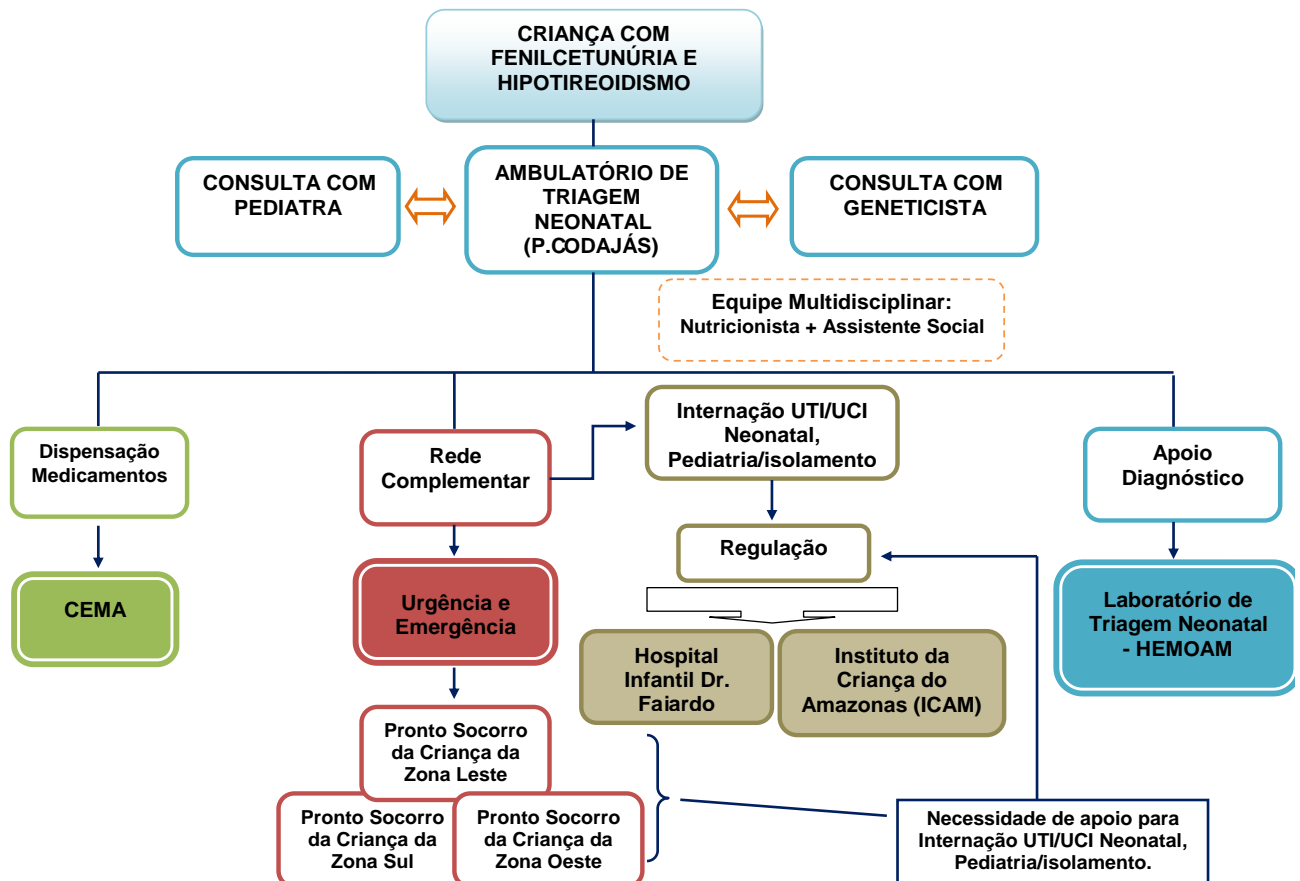 CRIANÇA COM
FENILCETUNÚRIA E
HIPOTIREOIDISMO
CONSULTA COM
PEDIATRA
AMBULATÓRIO DE
TRIAGEM
NEONATAL
(P.CODAJÁS)
CONSULTA COM
GENETICISTA
Equipe Multidisciplinar:
Nutricionista + Assistente Social
Dispensação
Medicamentos
Rede
Complementar
Internação UTI/UCI
Neonatal,
Pediatria/isolamento
Apoio
Diagnóstico
Regulação
CEMA
Urgência e
Emergência
Laboratório de
Triagem Neonatal
- HEMOAM
Hospital
Infantil Dr.
Faiardo
Instituto da
Criança do
Amazonas (ICAM)
Pronto Socorro
da Criança da
Zona Leste
Pronto Socorro
da Criança da
Zona Sul
Pronto Socorro
da Criança da
Zona Oeste
Necessidade de apoio para
Internação UTI/UCI Neonatal,
Pediatria/isolamento.